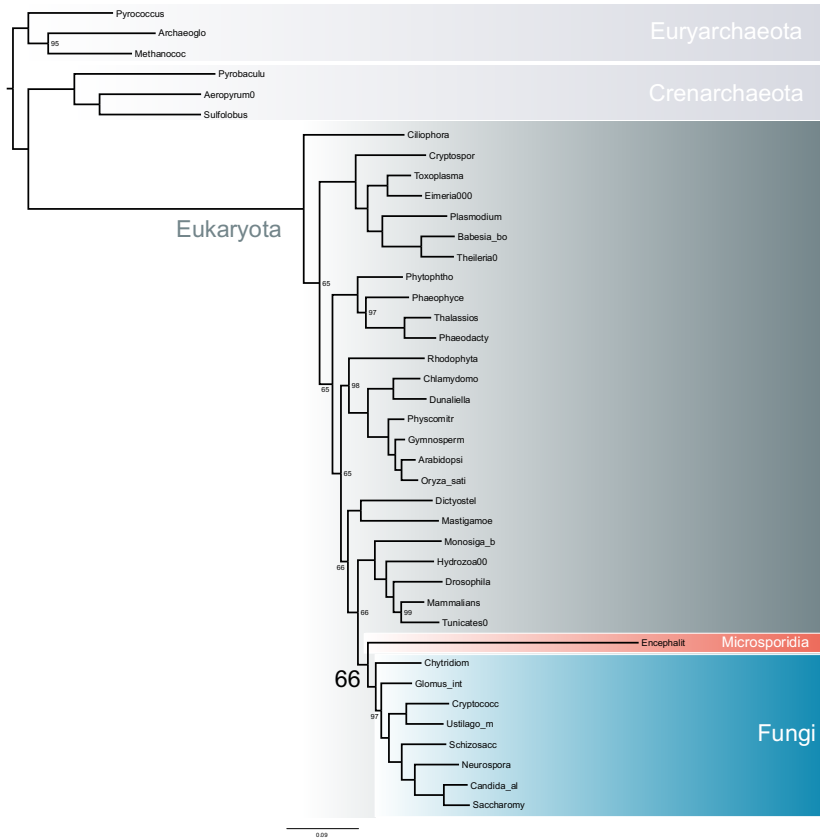 Pyrococcus
Euryarchaeota
Archaeoglo
95
Methanococ
Pyrobaculu
Crenarchaeota
Aeropyrum0
Sulfolobus
Ciliophora
Cryptospor
Toxoplasma
Eimeria000
Plasmodium
Eukaryota
Babesia_bo
Theileria0
Phytophtho
65
Phaeophyce
97
Thalassios
Phaeodacty
Rhodophyta
Chlamydomo
98
65
Dunaliella
Physcomitr
Gymnosperm
Arabidopsi
65
Oryza_sati
Dictyostel
Mastigamoe
Monosiga_b
Hydrozoa00
66
Drosophila
Mammalians
66
99
Tunicates0
Encephalit
Microsporidia
Chytridiom
66
Glomus_int
Cryptococc
97
Ustilago_m
Fungi
Schizosacc
Neurospora
Candida_al
Saccharomy
0.09